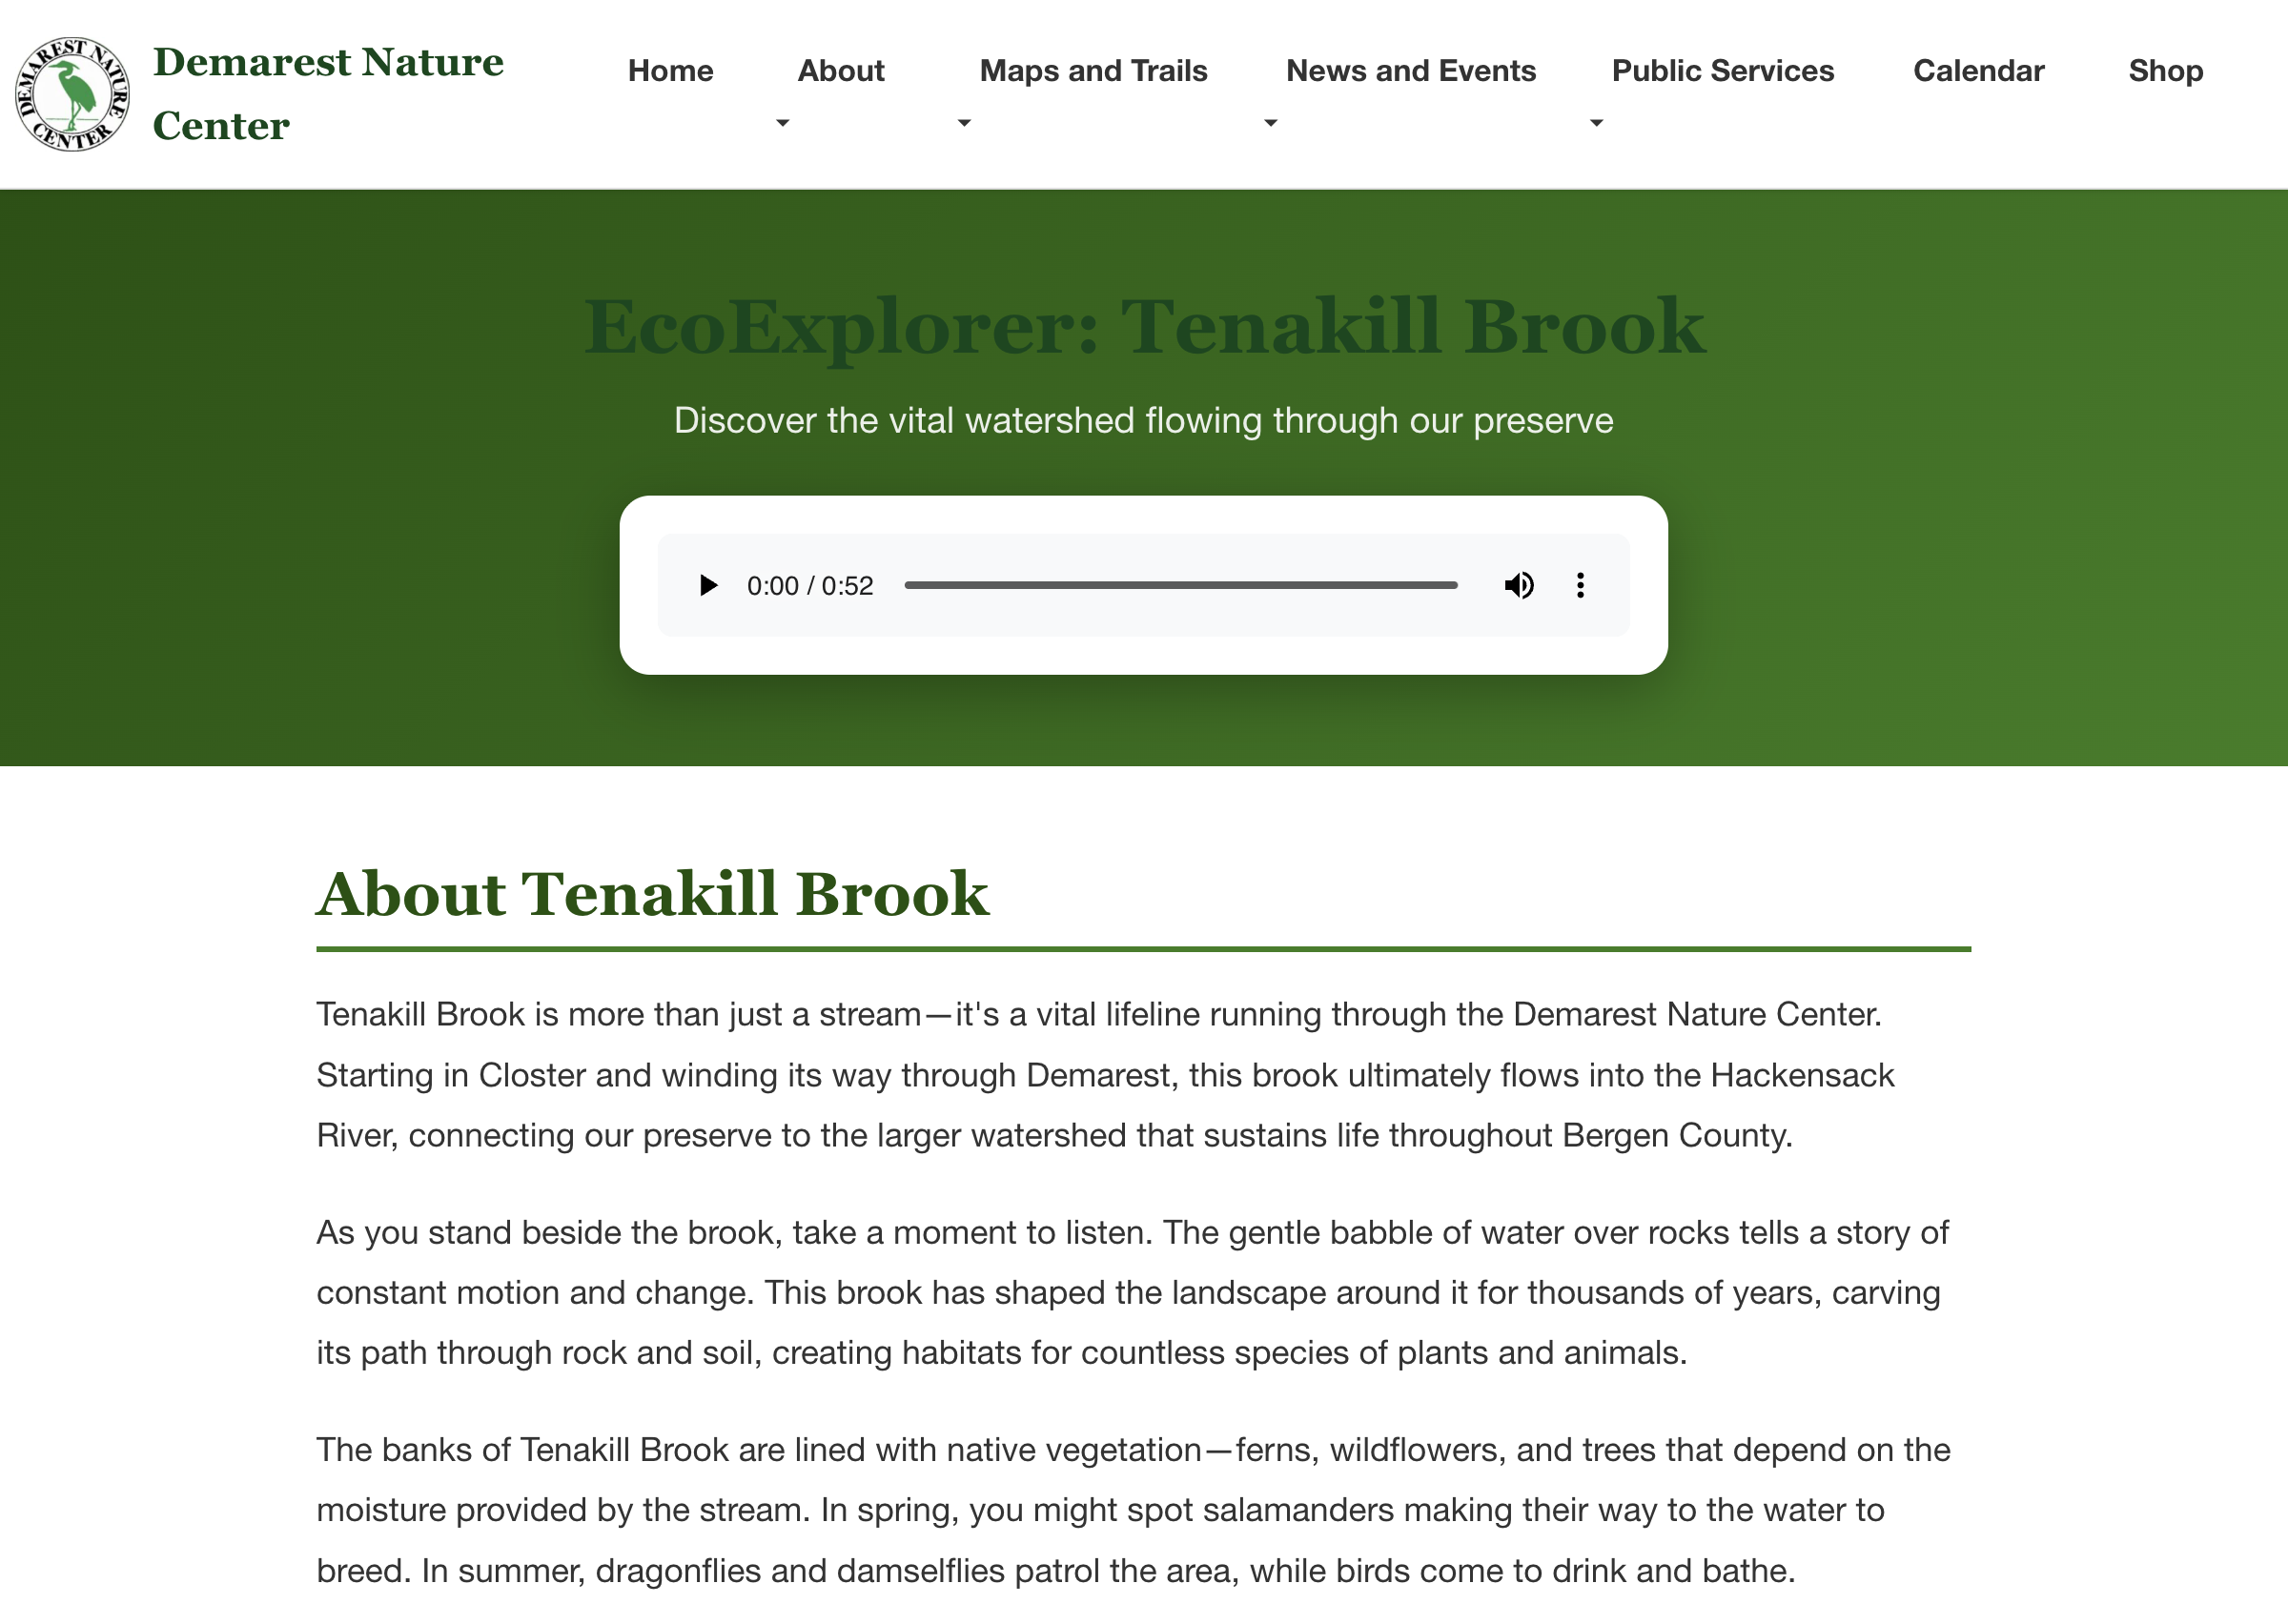 DEMAREST NATURE CENTER
Demarest Nature
Center
Home
About
Maps and Trails
News and Events
Public Services
Calendar
Shop
EcoExplorer: Tenakill Brook
Discover the vital watershed flowing through our preserve
0:00 / 0:52
About Tenakill Brook
Tenakill Brook is more than just a stream—it's a vital lifeline running through the Demarest Nature Center.
Starting in Closter and winding its way through Demarest, this brook ultimately flows into the Hackensack
River, connecting our preserve to the larger watershed that sustains life throughout Bergen County.
As you stand beside the brook, take a moment to listen. The gentle babble of water over rocks tells a story of
constant motion and change. This brook has shaped the landscape around it for thousands of years, carving
its path through rock and soil, creating habitats for countless species of plants and animals.
The banks of Tenakill Brook are lined with native vegetation—ferns, wildflowers, and trees that depend on the
moisture provided by the stream. In spring, you might spot salamanders making their way to the water to
breed. In summer, dragonflies and damselflies patrol the area, while birds come to drink and bathe.